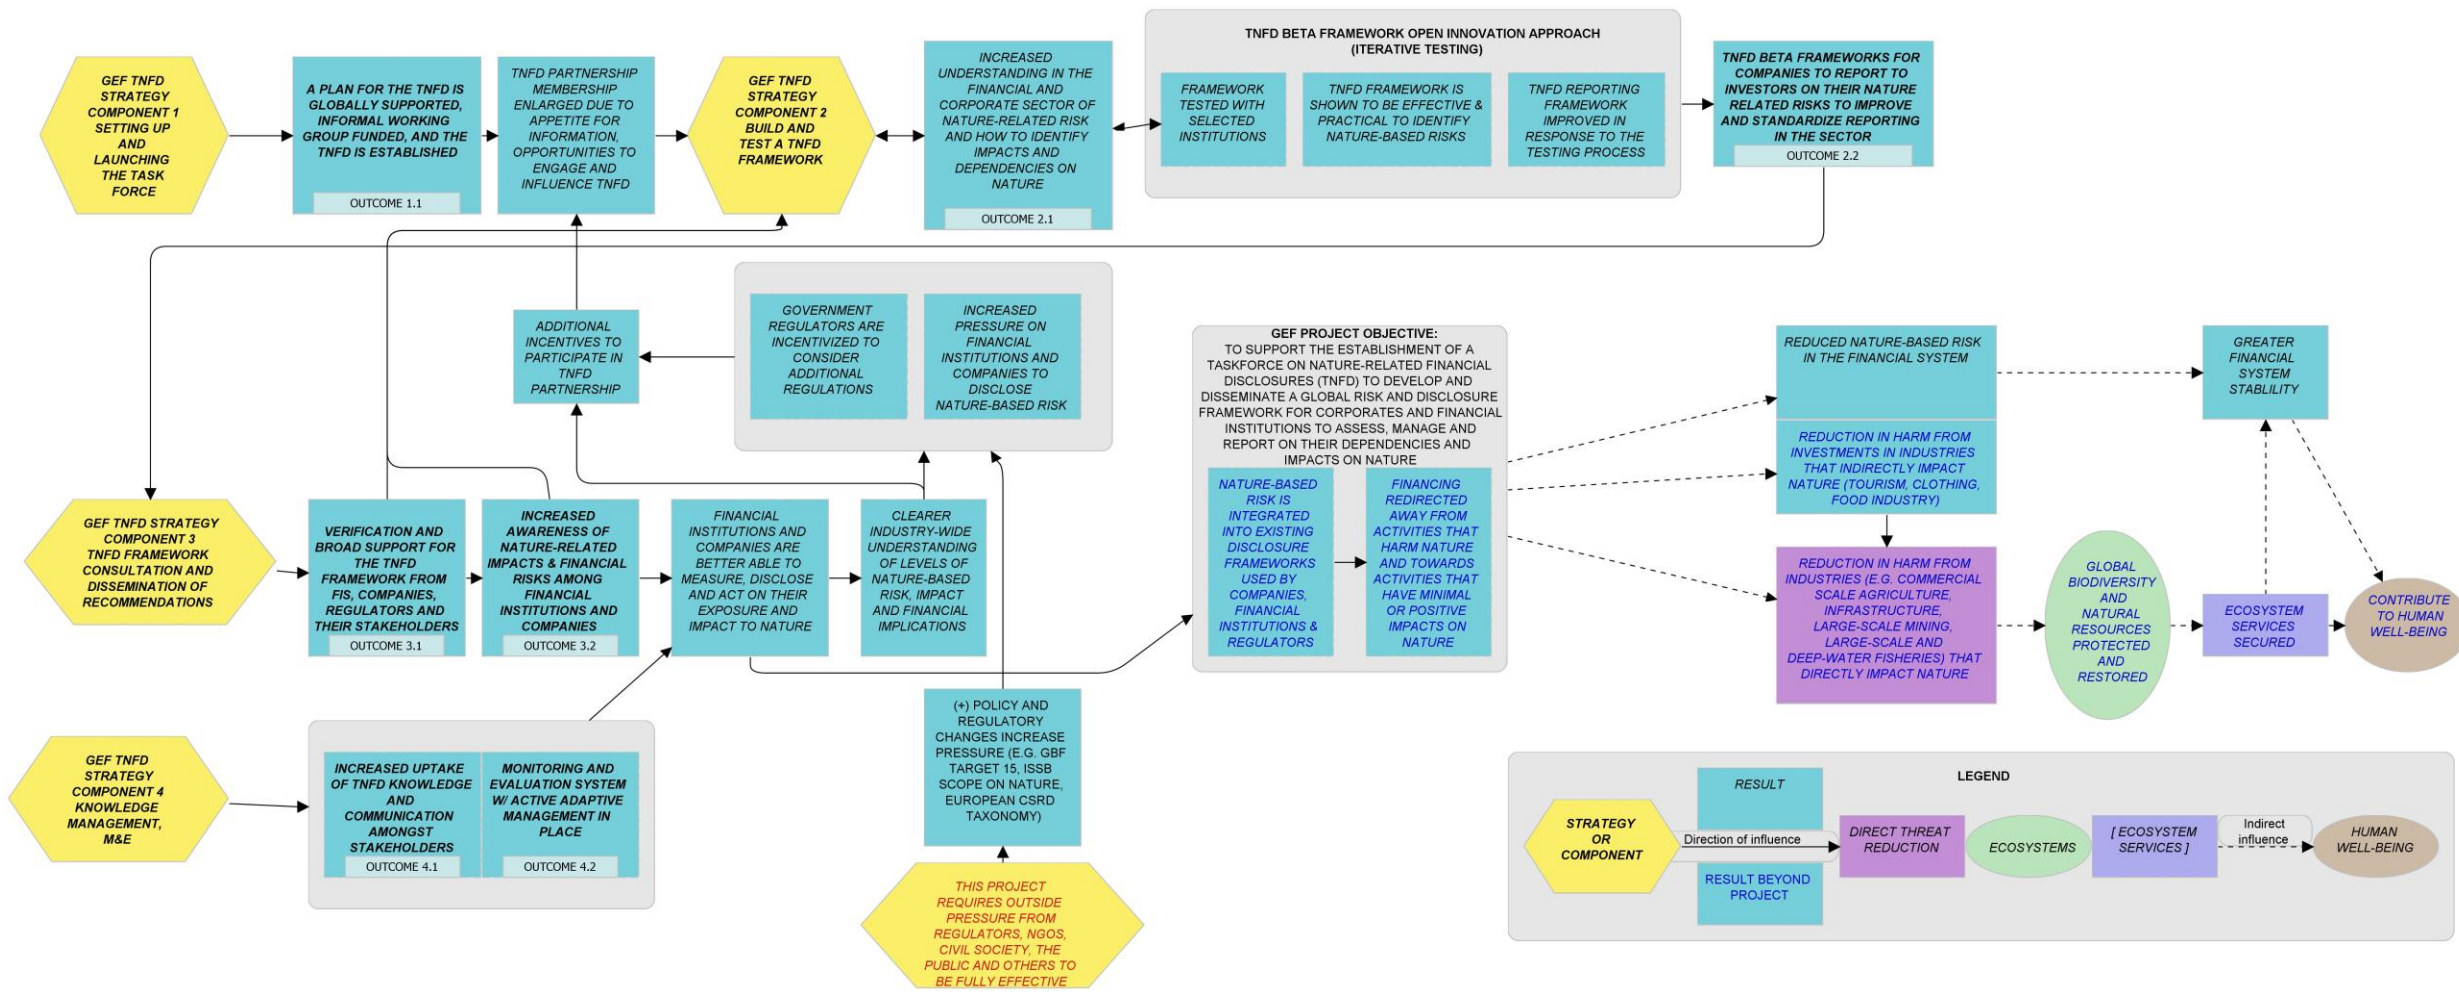 GEF TNFD
STRATEGY
COMPONENT 1
SETTING UP
AND
LAUNCHING
THE TASK
FORCE
A PLAN FOR THE TNFD IS
GLOBALLY SUPPORTED,
INFORMAL WORKING
GROUP FUNDED, AND THE
TNFD IS ESTABLISHED
OUTCOME 1.1
TNFD PARTNERSHIP
MEMBERSHIP
ENLARGED DUE TO
APPETITE FOR
INFORMATION,
OPPORTUNITIES TO
ENGAGE AND
INFLUENCE TNFD
GEF TNFD
STRATEGY
COMPONENT 2
BUILD AND
TEST A TNFD
FRAMEWORK
INCREASED
UNDERSTANDING IN THE
FINANCIAL AND
CORPORATE SECTOR OF
NATURE-RELATED RISK
AND HOW TO IDENTIFY
IMPACTS AND
DEPENDENCIES ON
NATURE
OUTCOME 2.1
TNFD BETA FRAMEWORK OPEN INNOVATION APPROACH
(ITERATIVE TESTING)
FRAMEWORK
TESTED WITH
SELECTED
INSTITUTIONS
TNFD FRAMEWORK IS
SHOWN TO BE EFFECTIVE &
PRACTICAL TO IDENTIFY
NATURE-BASED RISKS
TNFD REPORTING
FRAMEWORK
IMPROVED IN
RESPONSE TO THE
TESTING PROCESS
TNFD BETA FRAMEWORKS FOR
COMPANIES TO REPORT TO
INVESTORS ON THEIR NATURE
RELATED RISKS TO IMPROVE
AND STANDARDIZE REPORTING
IN THE SECTOR
OUTCOME 2.2
ADDITIONAL
INCENTIVES TO
PARTICIPATE IN
TNFD
PARTNERSHIP
GOVERNMENT
REGULATORS ARE
INCENTIVIZED TO
CONSIDER
ADDITIONAL
REGULATIONS
INCREASED
PRESSURE ON
FINANCIAL
INSTITUTIONS AND
COMPANIES TO
DISCLOSE
NATURE-BASED RISK
GEF PROJECT OBJECTIVE:
TO SUPPORT THE ESTABLISHMENT OF A
TASKFORCE ON NATURE-RELATED FINANCIAL
DISCLOSURES (TNFD) TO DEVELOP AND
DISSEMINATE A GLOBAL RISK AND DISCLOSURE
FRAMEWORK FOR CORPORATES AND FINANCIAL
INSTITUTIONS TO ASSESS, MANAGE AND
REPORT ON THEIR DEPENDENCIES AND
IMPACTS ON NATURE
NATURE-BASED
RISK IS
INTEGRATED
INTO EXISTING
DISCLOSURE
FRAMEWORKS
USED BY
COMPANIES,
FINANCIAL
INSTITUTIONS &
REGULATORS
FINANCING
REDIRECTED
AWAY FROM
ACTIVITIES THAT
HARM NATURE
AND TOWARDS
ACTIVITIES THAT
HAVE MINIMAL
OR POSITIVE
IMPACTS ON
NATURE
REDUCED NATURE-BASED RISK
IN THE FINANCIAL SYSTEM
REDUCTION IN HARM FROM
INVESTMENTS IN INDUSTRIES
THAT INDIRECTLY IMPACT
NATURE (TOURISM, CLOTHING,
FOOD INDUSTRY)
REDUCTION IN HARM FROM
INDUSTRIES (E.G. COMMERCIAL
SCALE AGRICULTURE,
INFRASTRUCTURE,
LARGE-SCALE MINING,
LARGE-SCALE AND
DEEP-WATER FISHERIES) THAT
DIRECTLY IMPACT NATURE
GREATER
FINANCIAL
SYSTEM
STABLILITY
GLOBAL
BIODIVERSITY
AND
NATURAL
RESOURCES
PROTECTED
AND
RESTORED
ECOSYSTEM
SERVICES
SECURED
CONTRIBUTE
TO HUMAN
WELL-BEING
GEF TNFD STRATEGY
COMPONENT 3
TNFD FRAMEWORK
CONSULTATION AND
DISSEMINATION OF
RECOMMENDATIONS
VERIFICATION AND
BROAD SUPPORT FOR
THE TNFD
FRAMEWORK FROM
FIS, COMPANIES,
REGULATORS AND
THEIR STAKEHOLDERS
OUTCOME 3.1
INCREASED
AWARENESS OF
NATURE-RELATED
IMPACTS & FINANCIAL
RISKS AMONG
FINANCIAL
INSTITUTIONS AND
COMPANIES
OUTCOME 3.2
FINANCIAL
INSTITUTIONS AND
COMPANIES ARE
BETTER ABLE TO
MEASURE, DISCLOSE
AND ACT ON THEIR
EXPOSURE AND
IMPACT TO NATURE
CLEARER
INDUSTRY-WIDE
UNDERSTANDING
OF LEVELS OF
NATURE-BASED
RISK, IMPACT
AND FINANCIAL
IMPLICATIONS
GEF TNFD
STRATEGY
COMPONENT 4
KNOWLEDGE
MANAGEMENT,
M&E
INCREASED UPTAKE
OF TNFD KNOWLEDGE
AND
COMMUNICATION
AMONGST
STAKEHOLDERS
OUTCOME 4.1
MONITORING AND
EVALUATION SYSTEM
W/ ACTIVE ADAPTIVE
MANAGEMENT IN
PLACE
OUTCOME 4.2
(+) POLICY AND
REGULATORY
CHANGES INCREASE
PRESSURE (E.G. GBF
TARGET 15, ISSB
SCOPE ON NATURE,
EUROPEAN CSRD
TAXONOMY)
THIS PROJECT
REQUIRES OUTSIDE
PRESSURE FROM
REGULATORS, NGOS,
CIVIL SOCIETY, THE
PUBLIC AND OTHERS TO
BE FULLY EFFECTIVE
LEGEND
STRATEGY
OR
COMPONENT
RESULT
Direction of influence
RESULT BEYOND
PROJECT
DIRECT THREAT
REDUCTION
ECOSYSTEMS
[ ECOSYSTEM
SERVICES ]
Indirect
influence
HUMAN
WELL-BEING